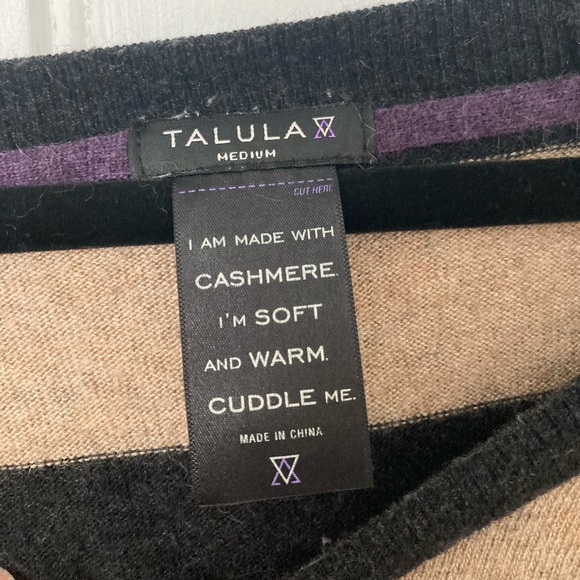 TALULA
MEDIUM
CUT HERE
I AM MADE WITH
CASHMERE.
I'M SOFT
AND WARM.
CUDDLE ME.
MADE IN CHINA